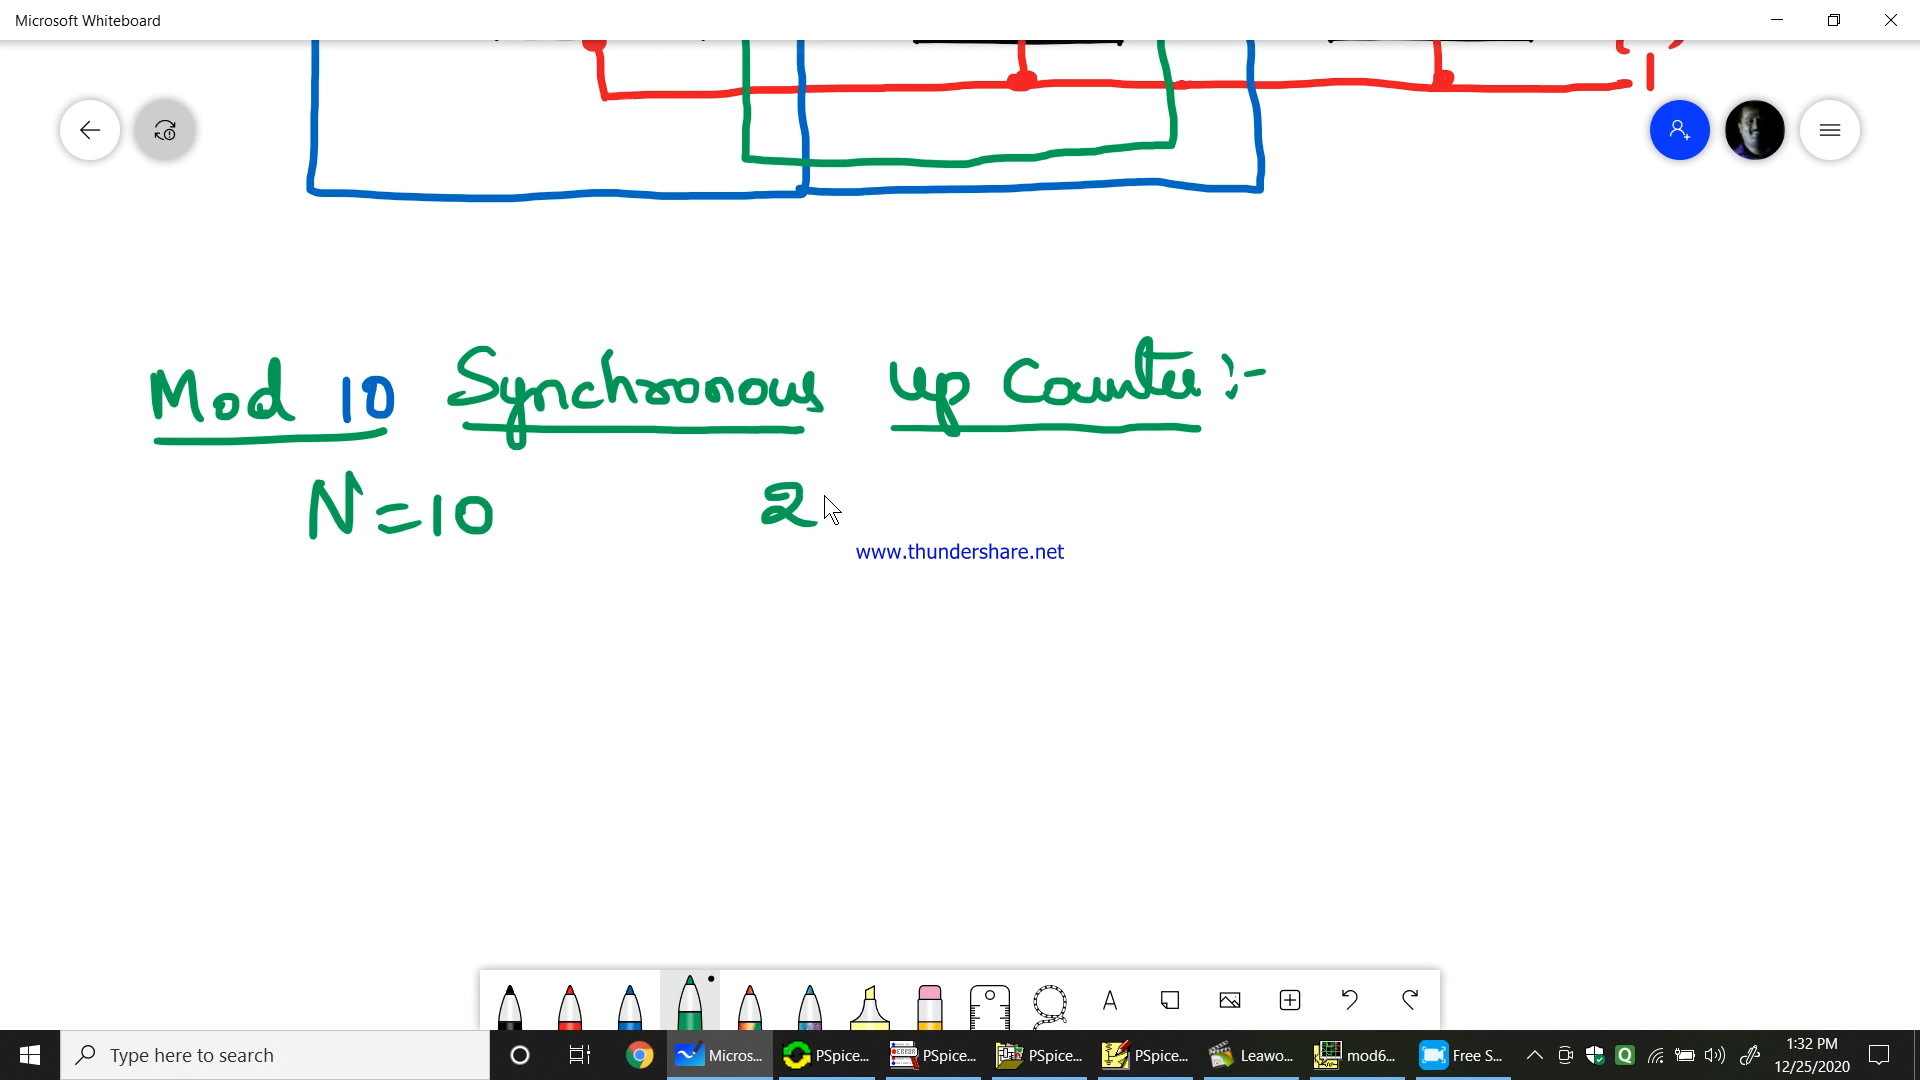 Microsoft Whiteboard
Mod 10 Synchronous Up Counter :-
N=10 2
www.thundershare.net
A
Type here to search
Micros... PSpice... PSpice... PSpice... PSpice... Leawo... mod6... Free S...
1:32 PM
12/25/2020